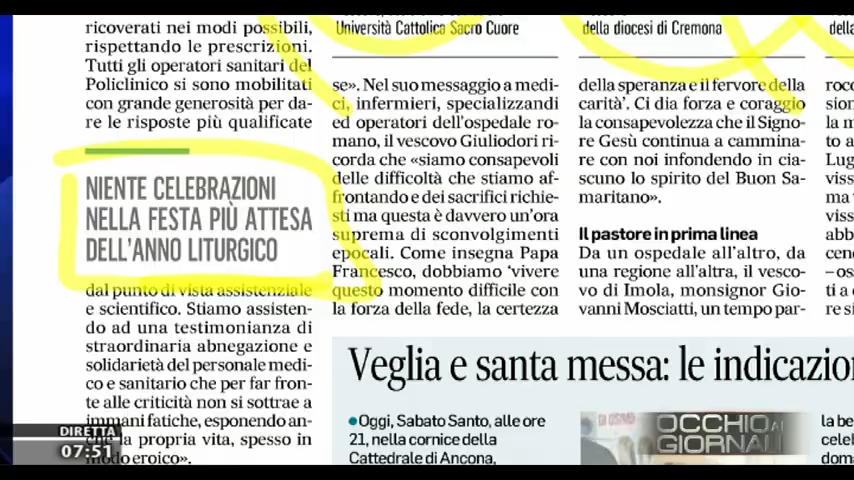 ricoverati nei modi possibili,
rispettando le prescrizioni.
Tutti gli operatori sanitari del
Policlinico si sono mobilitati
con grande generosità per da-
re le risposte più qualificate
NIENTE CELEBRAZIONI
NELLA FESTA PIÙ ATTESA
DELL'ANNO LITURGICO
dal punto di vista assistenziale
e scientifico. Stiamo assisten-
do ad una testimonianza di
straordinaria abnegazione e
solidarietà del personale medi-
co e sanitario che per far fron-
te alle criticità non si sottrae a
immani fatiche, esponendo an-
che la propria vita, spesso in
modo eroico».
Università Cattolica Sacro Cuore
se». Nel suo messaggio a medi-
ci, infermieri, specializzandi
ed operatori dell'ospedale ro-
mano, il vescovo Giuliodori ri-
corda che «siamo consapevoli
delle difficoltà che stiamo af-
frontando e dei sacrifici richie-
sti ma questa è davvero un'ora
suprema di sconvolgimenti
epocali. Come insegna Papa
Francesco, dobbiamo 'vivere
questo momento difficile con
la forza della fede, la certezza
della diocesi di Cremona
della speranza e il fervore della
carità'. Ci dia forza e coraggio
la consapevolezza che il Signo-
re Gesù continua a cammina-
re con noi infondendo in cia-
scuno lo spirito del Buon Sa-
maritano».
Il pastore in prima linea
Da un ospedale all'altro, da
una regione all'altra, il vesco-
vo di Imola, monsignor Gio-
vanni Mosciatti, un tempo par-
della
Veglia e santa messa: le indicazio
•Oggi, Sabato Santo, alle ore
21, nella cornice della
Cattedrale di Ancona,
la be
celeb
doma
OCCHIO AI
GIORNALI
DIRETTA
07:51